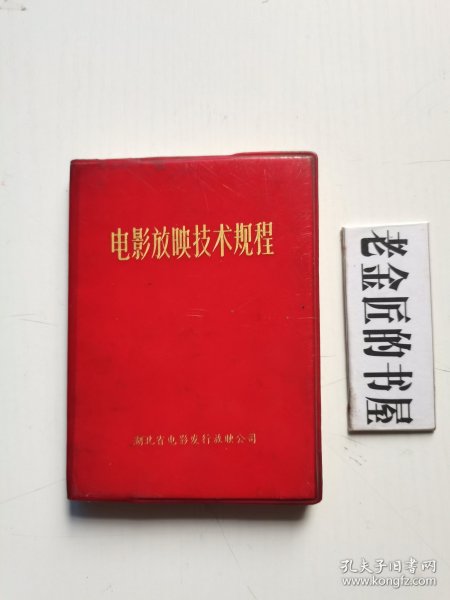 电影放映技术规程
湖北省电影发行放映公司
老金匠的书屋
孔夫子旧书网
www.kongfz.com